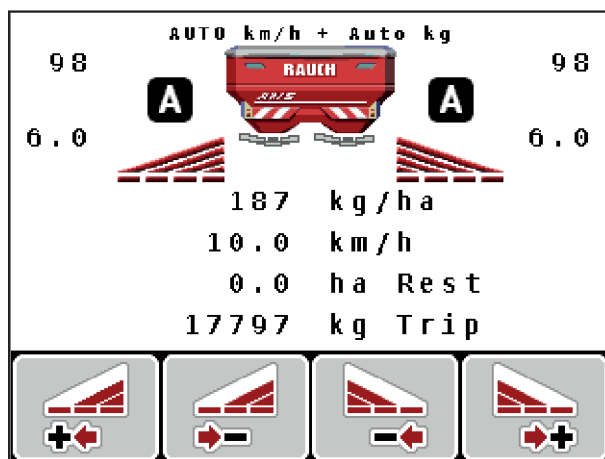 AUTO km/h + Auto kg
98 98
RAUCH
AXIS
A A
6.0 6.0
187 kg/ha
10.0 km/h
0.0 ha Rest
17797 kg Trip
+ - - +